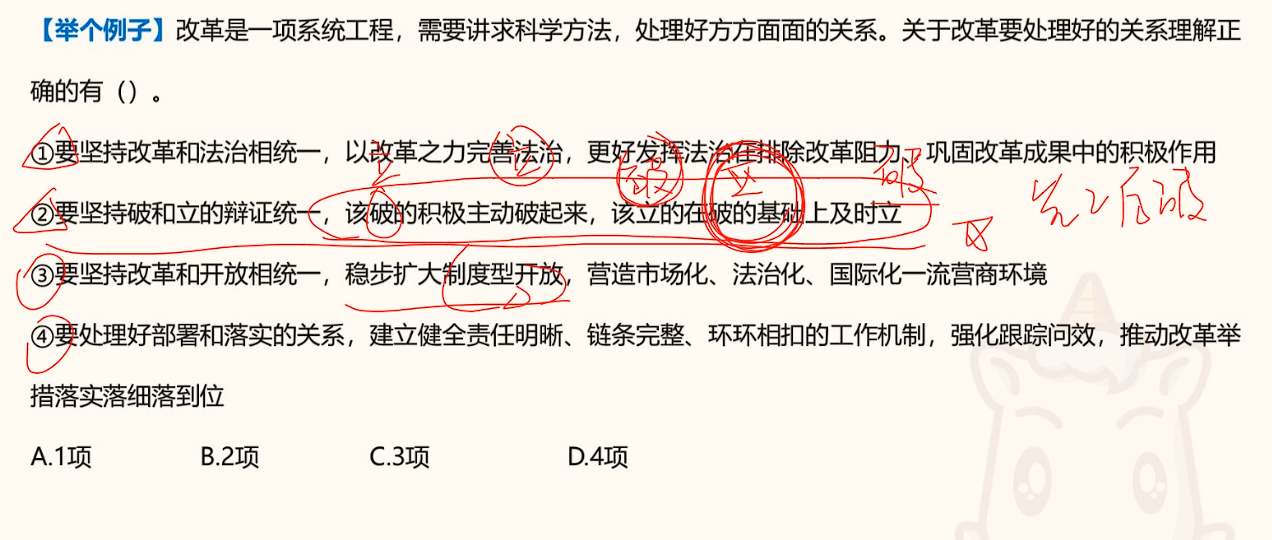 【举个例子】改革是一项系统工程，需要讲求科学方法，处理好方方面面的关系。关于改革要处理好的关系理解正
确的有（）。
①要坚持改革和法治相统一，以改革之力完善法治，更好发挥法治在排除改革阻力、巩固改革成果中的积极作用
立 立 破 立 破
②要坚持破和立的辩证统一，该破的积极主动破起来，该立的在破的基础上及时立
先立后破
③要坚持改革和开放相统一，稳步扩大制度型开放，营造市场化、法治化、国际化一流营商环境
④要处理好部署和落实的关系，建立健全责任明晰、链条完整、环环相扣的工作机制，强化跟踪问效，推动改革举
措落实落细落到位
A.1项 B.2项 C.3项 D.4项